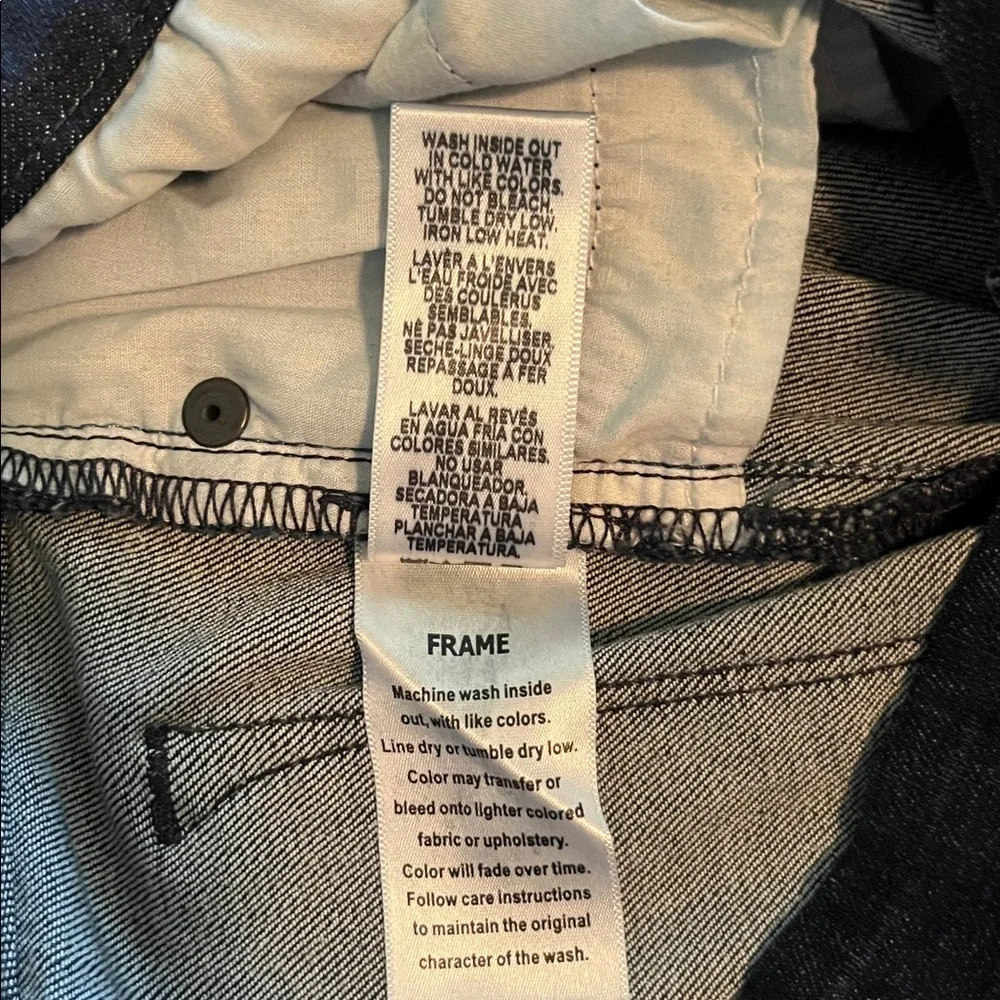 WASH INSIDE OUT
IN COLD WATER
WITH LIKE COLORS.
DO NOT BLEACH.
TUMBLE DRY LOW.
IRON LOW HEAT.
LAVER A L'ENVERS
L'EAU FROIDE AVEC
DES COULERUS
SEMBLABLES.
NE PAS JAVELLISER
SECHE-LINGE DOUX
REPASSAGE A FER
DOUX.
LAVAR AL REVÉS
EN AGUA FRIA CON
COLORES SIMILARES.
NO USAR
BLANQUEADOR
SECADORA A BAJA
TEMPERATURA
PLANCHAR A BAJA
TEMPERATURA.
FRAME
Machine wash inside
out, with like colors.
Line dry or tumble dry low.
Color may transfer or
bleed onto lighter colored
fabric or upholstery.
Color will fade over time.
Follow care instructions
to maintain the original
character of the wash.